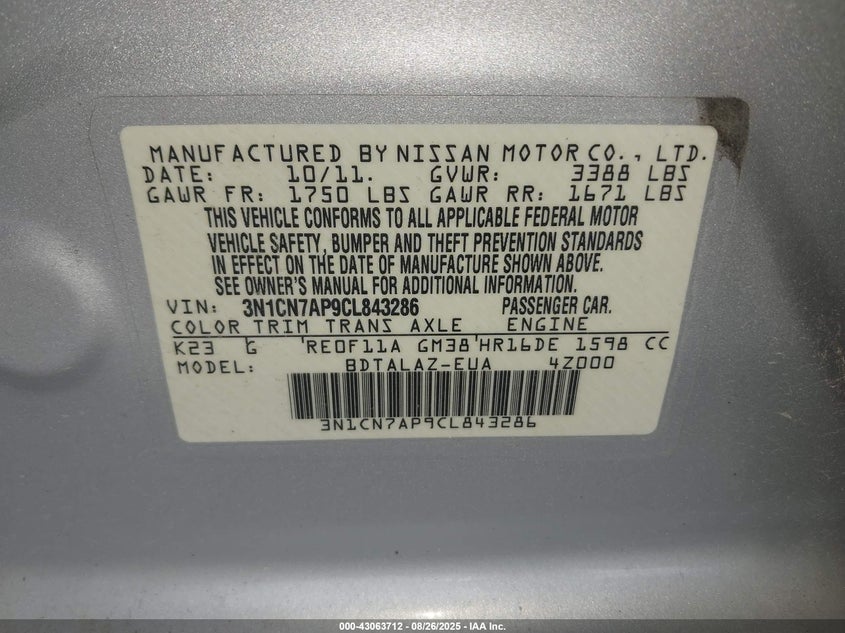 MANUFACTURED BY NISSAN MOTOR CO., LTD.
DATE: 10/11. GVWR: 3388 LBS
GAWR FR: 1750 LBS GAWR RR: 1671 LBS
THIS VEHICLE CONFORMS TO ALL APPLICABLE FEDERAL MOTOR
VEHICLE SAFETY, BUMPER AND THEFT PREVENTION STANDARDS
IN EFFECT ON THE DATE OF MANUFACTURE SHOWN ABOVE.
SEE OWNER'S MANUAL FOR ADDITIONAL INFORMATION.
VIN: 3N1CN7AP9CL843286 PASSENGER CAR.
COLOR TRIM TRANS AXLE ENGINE
K23 G RE0F11A GM38 HR16DE 1598 CC
MODEL: BDTALAZ-EUA 4Z000
3N1CN7AP9CL843286
000-43063712 - 08/26/2025 - IAA Inc.